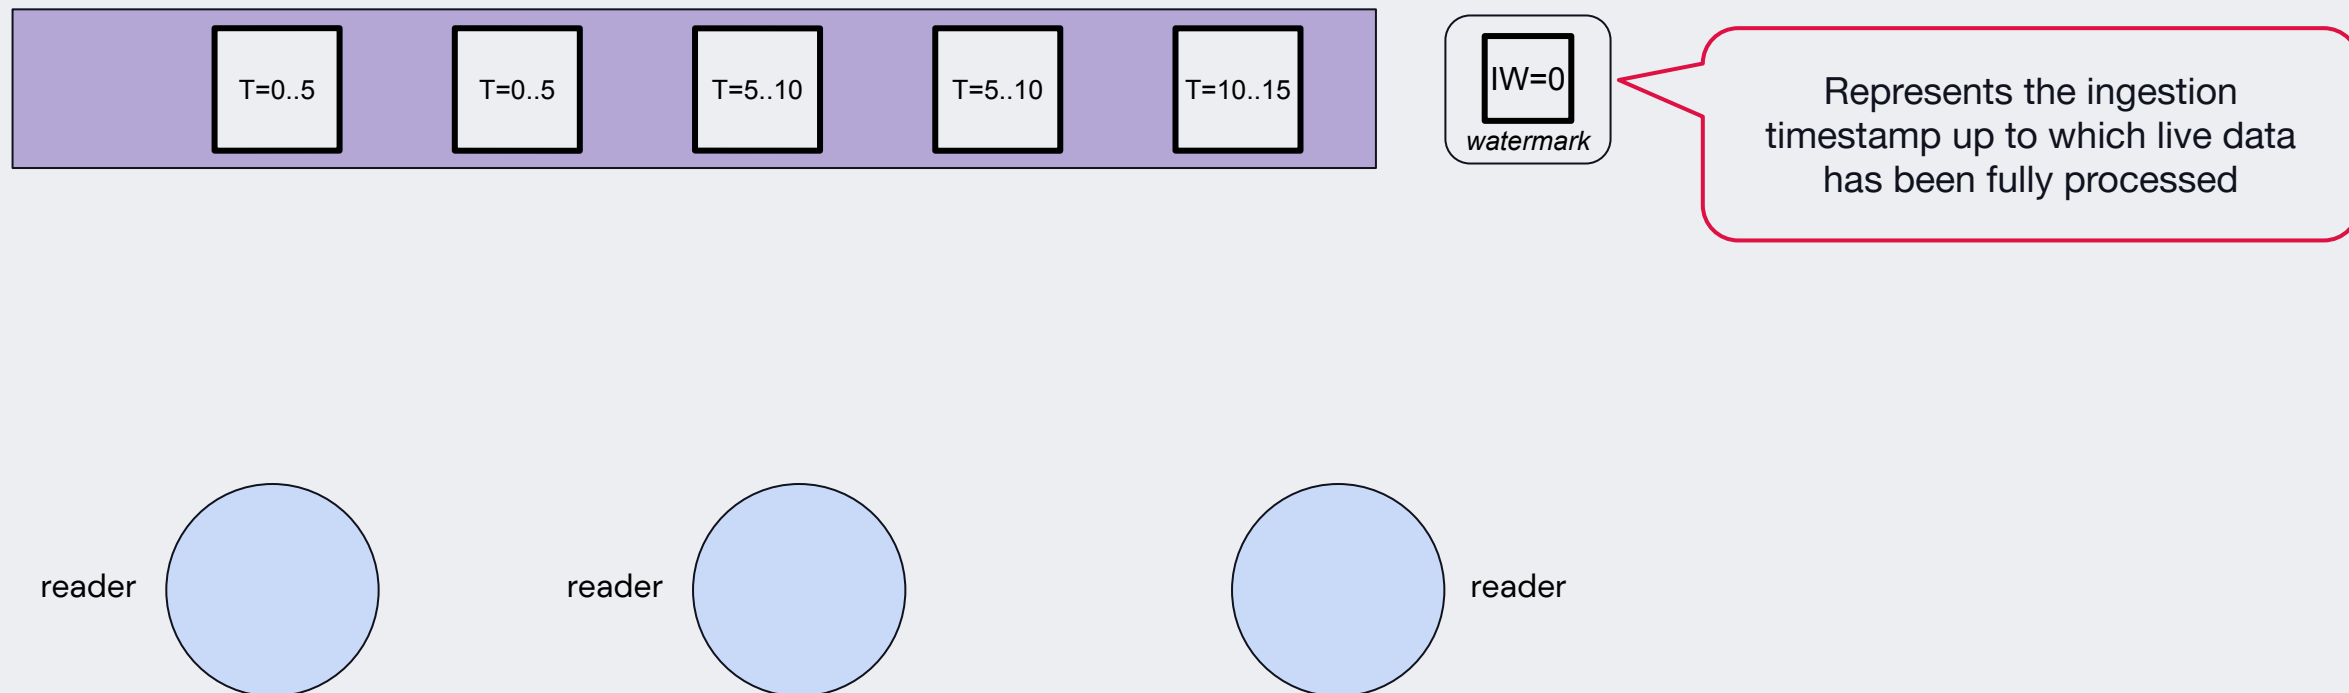 T=0..5
T=0..5
T=5..10
T=5..10
T=10..15
IW=0
watermark
Represents the ingestion
timestamp up to which live data
has been fully processed
reader
reader
reader